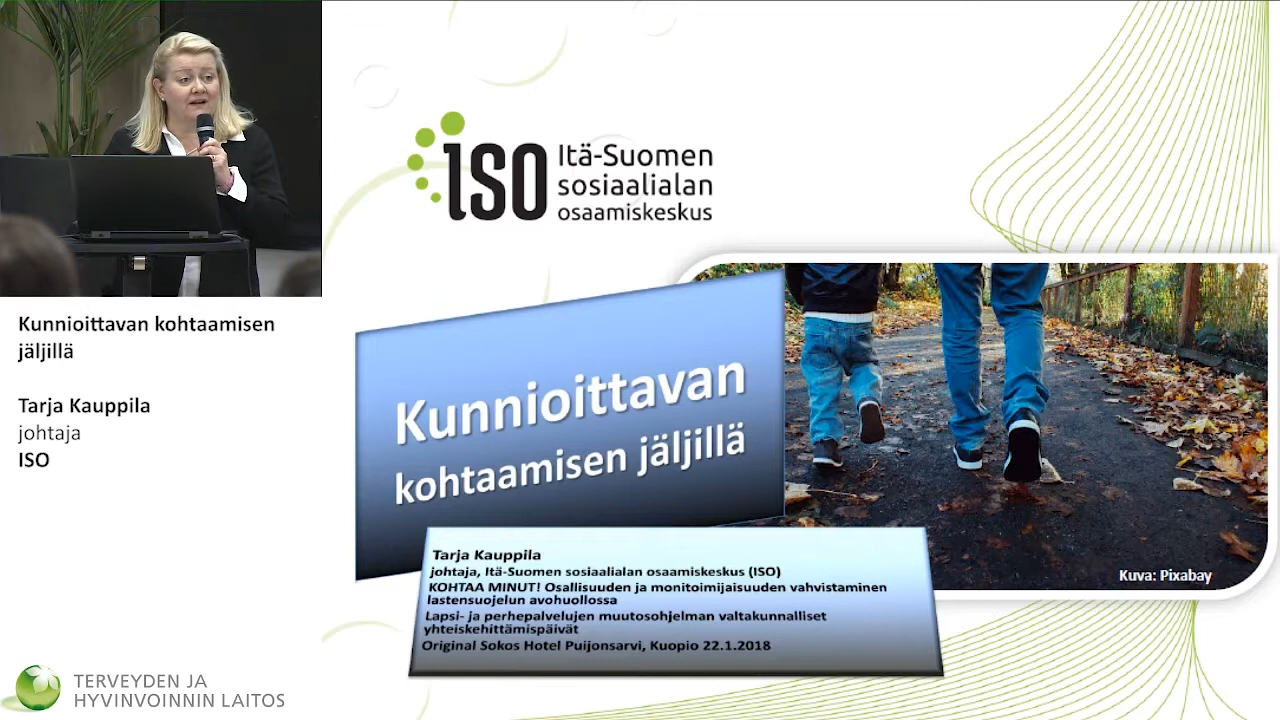 Kunnioittavan kohtaamisen
jäljillä
Tarja Kauppila
johtaja
ISO
TERVEYDEN JA
HYVINVOINNIN LAITOS
ISO
Itä-Suomen
sosiaalialan
osaamiskeskus
Kunnioittavan
kohtaamisen jäljillä
Tarja Kauppila
johtaja, Itä-Suomen sosiaalialan osaamiskeskus (ISO)
KOHTAA MINUT! Osallisuuden ja monitoimijaisuuden vahvistaminen
lastensuojelun avohuollossa
Lapsi- ja perhepalvelujen muutosohjelman valtakunnalliset
yhteiskehittämispäivät
Original Sokos Hotel Puijonsarvi, Kuopio 22.1.2018
Kuva: Pixabay